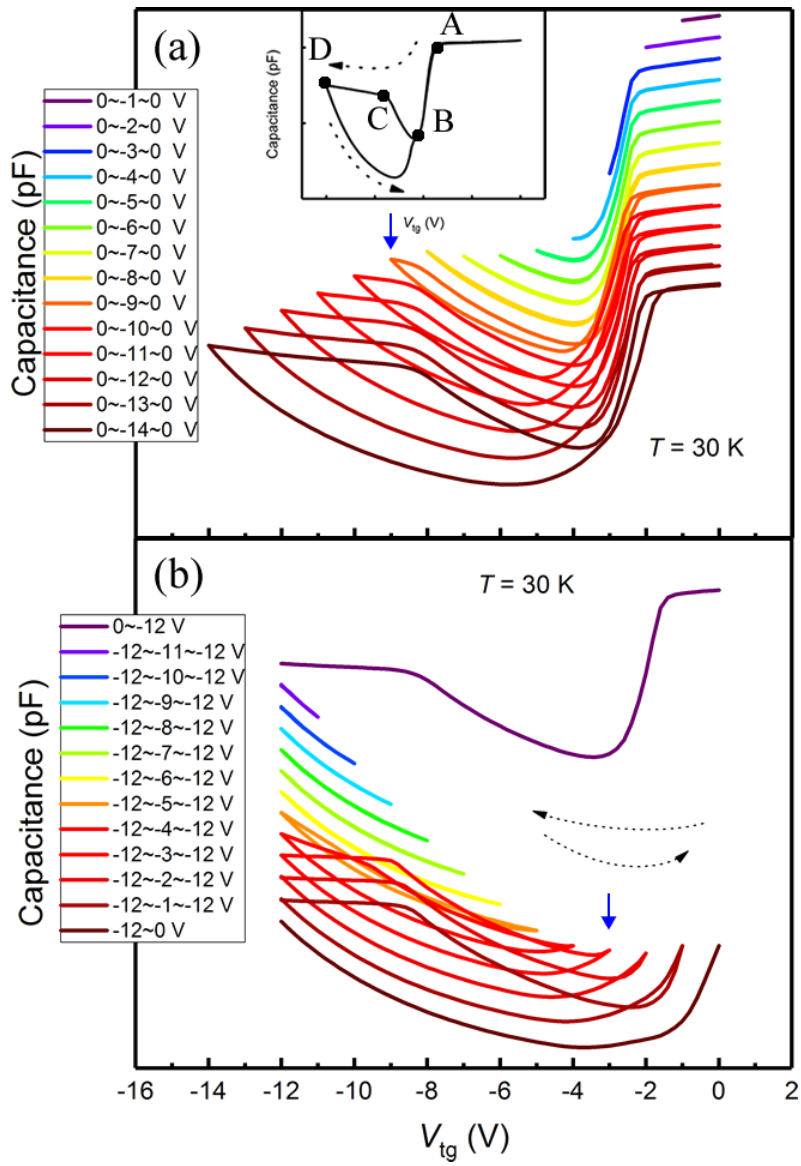 (a)
D
A
C
B
Capacitance (pF)
V_tg (V)
0~-1~0 V
0~-2~0 V
0~-3~0 V
0~-4~0 V
0~-5~0 V
0~-6~0 V
0~-7~0 V
0~-8~0 V
0~-9~0 V
0~-10~0 V
0~-11~0 V
0~-12~0 V
0~-13~0 V
0~-14~0 V
Capacitance (pF)
T = 30 K
(b)
T = 30 K
0~-12 V
-12~-11~-12 V
-12~-10~-12 V
-12~-9~-12 V
-12~-8~-12 V
-12~-7~-12 V
-12~-6~-12 V
-12~-5~-12 V
-12~-4~-12 V
-12~-3~-12 V
-12~-2~-12 V
-12~-1~-12 V
-12~0 V
Capacitance (pF)
-16 -14 -12 -10 -8 -6 -4 -2 0 2
V_tg (V)